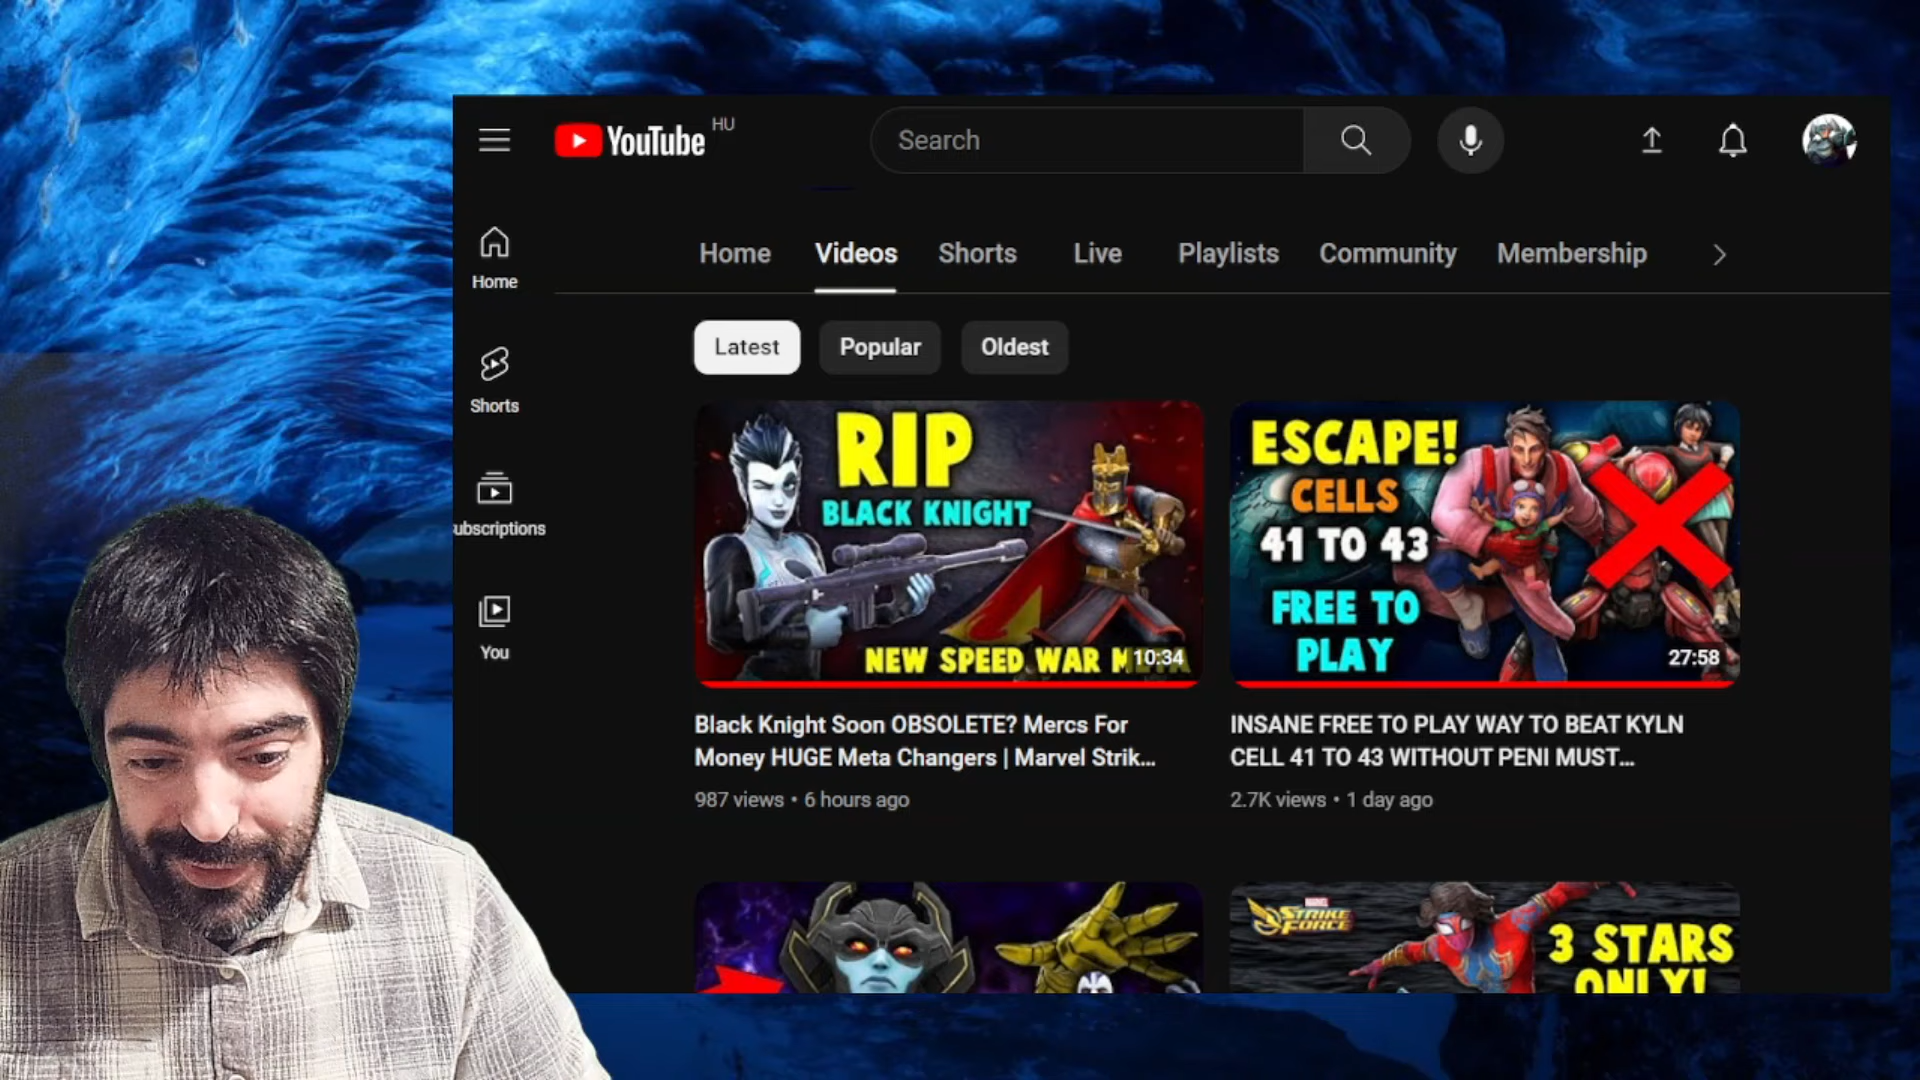 YouTube HU
Search
Home
Shorts
ubscriptions
You
Home Videos Shorts Live Playlists Community Membership
Latest Popular Oldest
RIP
BLACK KNIGHT
NEW SPEED WAR
10:34
ESCAPE!
CELLS
41 TO 43
FREE TO
PLAY
27:58
Black Knight Soon OBSOLETE? Mercs For
Money HUGE Meta Changers | Marvel Strik...
987 views • 6 hours ago
INSANE FREE TO PLAY WAY TO BEAT KYLN
CELL 41 TO 43 WITHOUT PENI MUST...
2.7K views • 1 day ago
MARVEL
STRIKE
FORCE
3 STARS
ONLY!